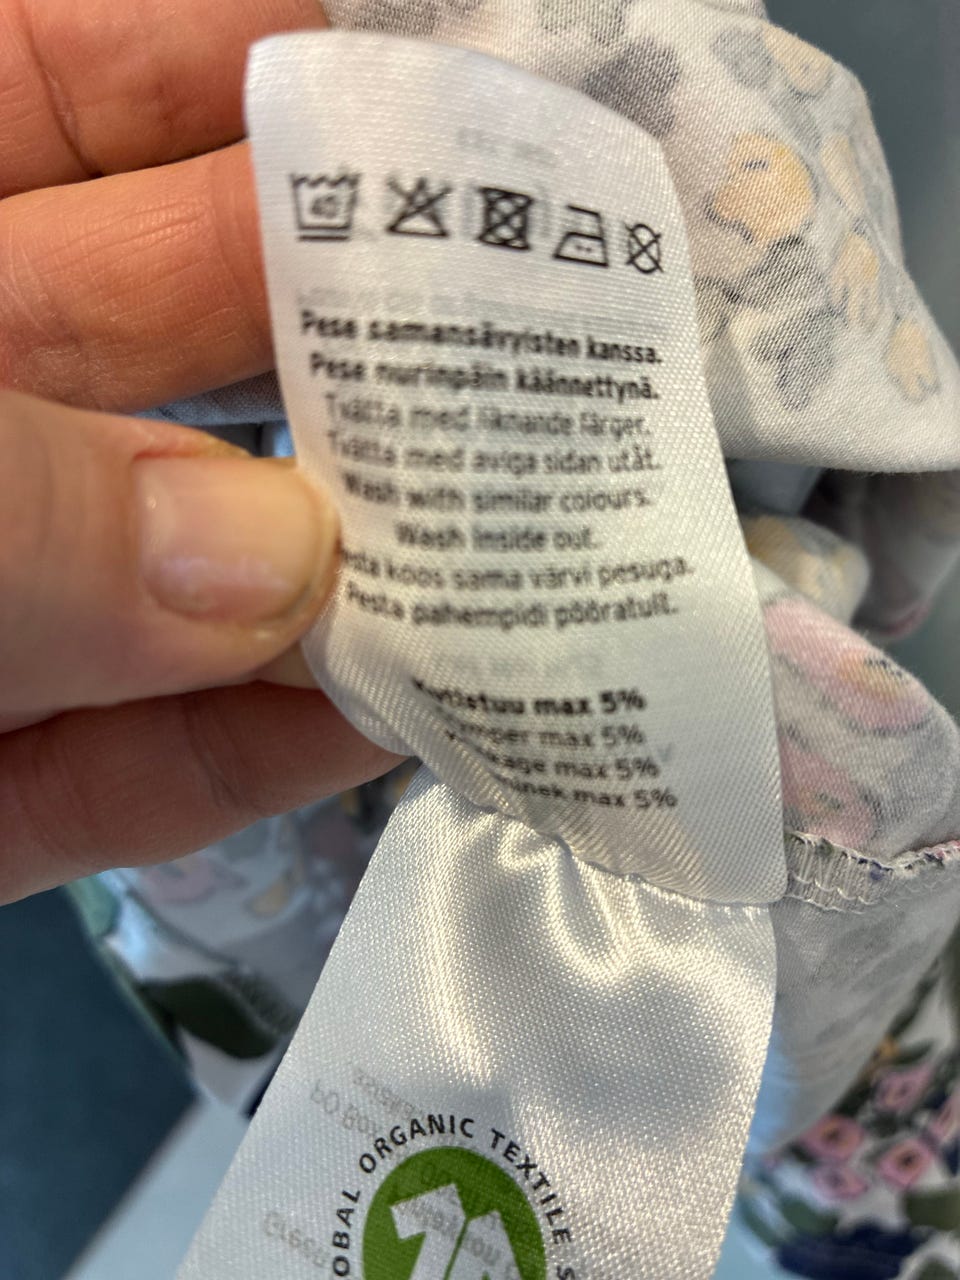 40
Pese samansävyisten kanssa.
Pese nurinpäin käännettynä.
Tvätta med liknande färger.
Tvätta med aviga sidan utåt.
Wash with similar colours.
Wash inside out.
koos sama värvi pesuga.
Pesta pahempidi pööratult.
max 5%
max 5%
max 5%
max 5%
ORGANIC TEXTILE